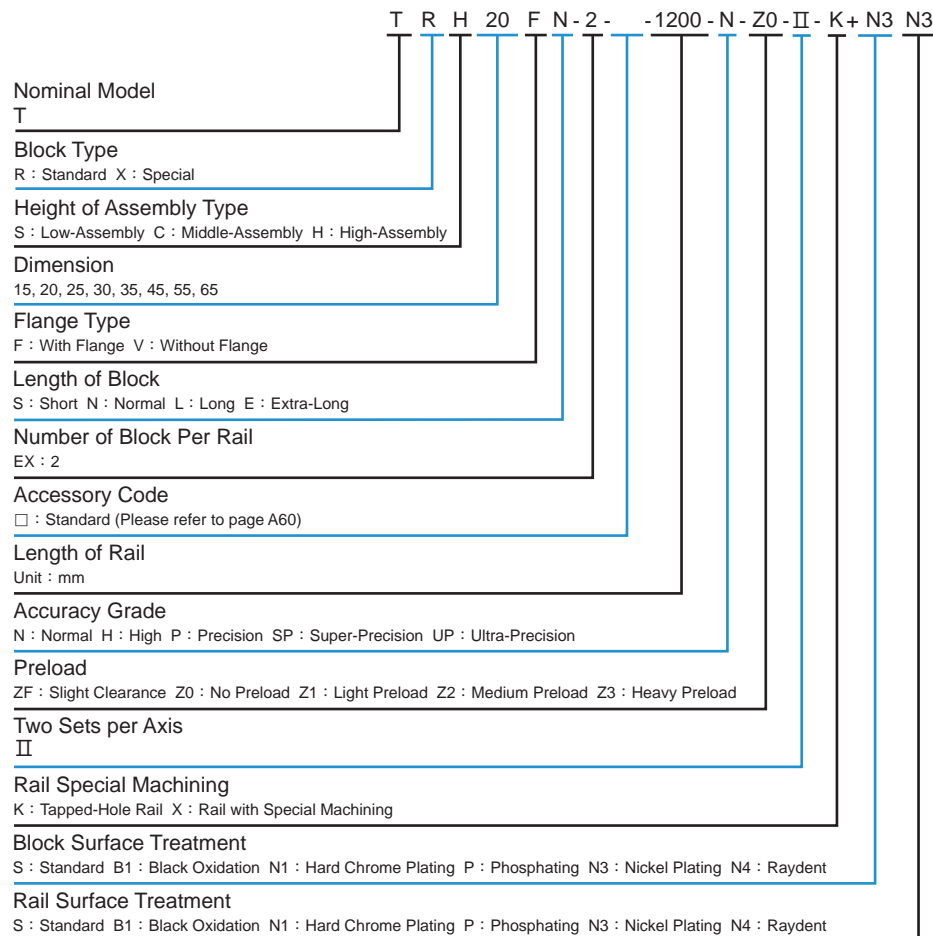 T R H 20 F N - 2 - -1200 - N - Z0 - Ⅱ - K + N3 N3
Nominal Model
T
Block Type
R：Standard X：Special
Height of Assembly Type
S：Low-Assembly C：Middle-Assembly H：High-Assembly
Dimension
15, 20, 25, 30, 35, 45, 55, 65
Flange Type
F：With Flange V：Without Flange
Length of Block
S：Short N：Normal L：Long E：Extra-Long
Number of Block Per Rail
EX：2
Accessory Code
□：Standard (Please refer to page A60)
Length of Rail
Unit：mm
Accuracy Grade
N：Normal H：High P：Precision SP：Super-Precision UP：Ultra-Precision
Preload
ZF：Slight Clearance Z0：No Preload Z1：Light Preload Z2：Medium Preload Z3：Heavy Preload
Two Sets per Axis
Ⅱ
Rail Special Machining
K：Tapped-Hole Rail X：Rail with Special Machining
Block Surface Treatment
S：Standard B1：Black Oxidation N1：Hard Chrome Plating P：Phosphating N3：Nickel Plating N4：Raydent
Rail Surface Treatment
S：Standard B1：Black Oxidation N1：Hard Chrome Plating P：Phosphating N3：Nickel Plating N4：Raydent